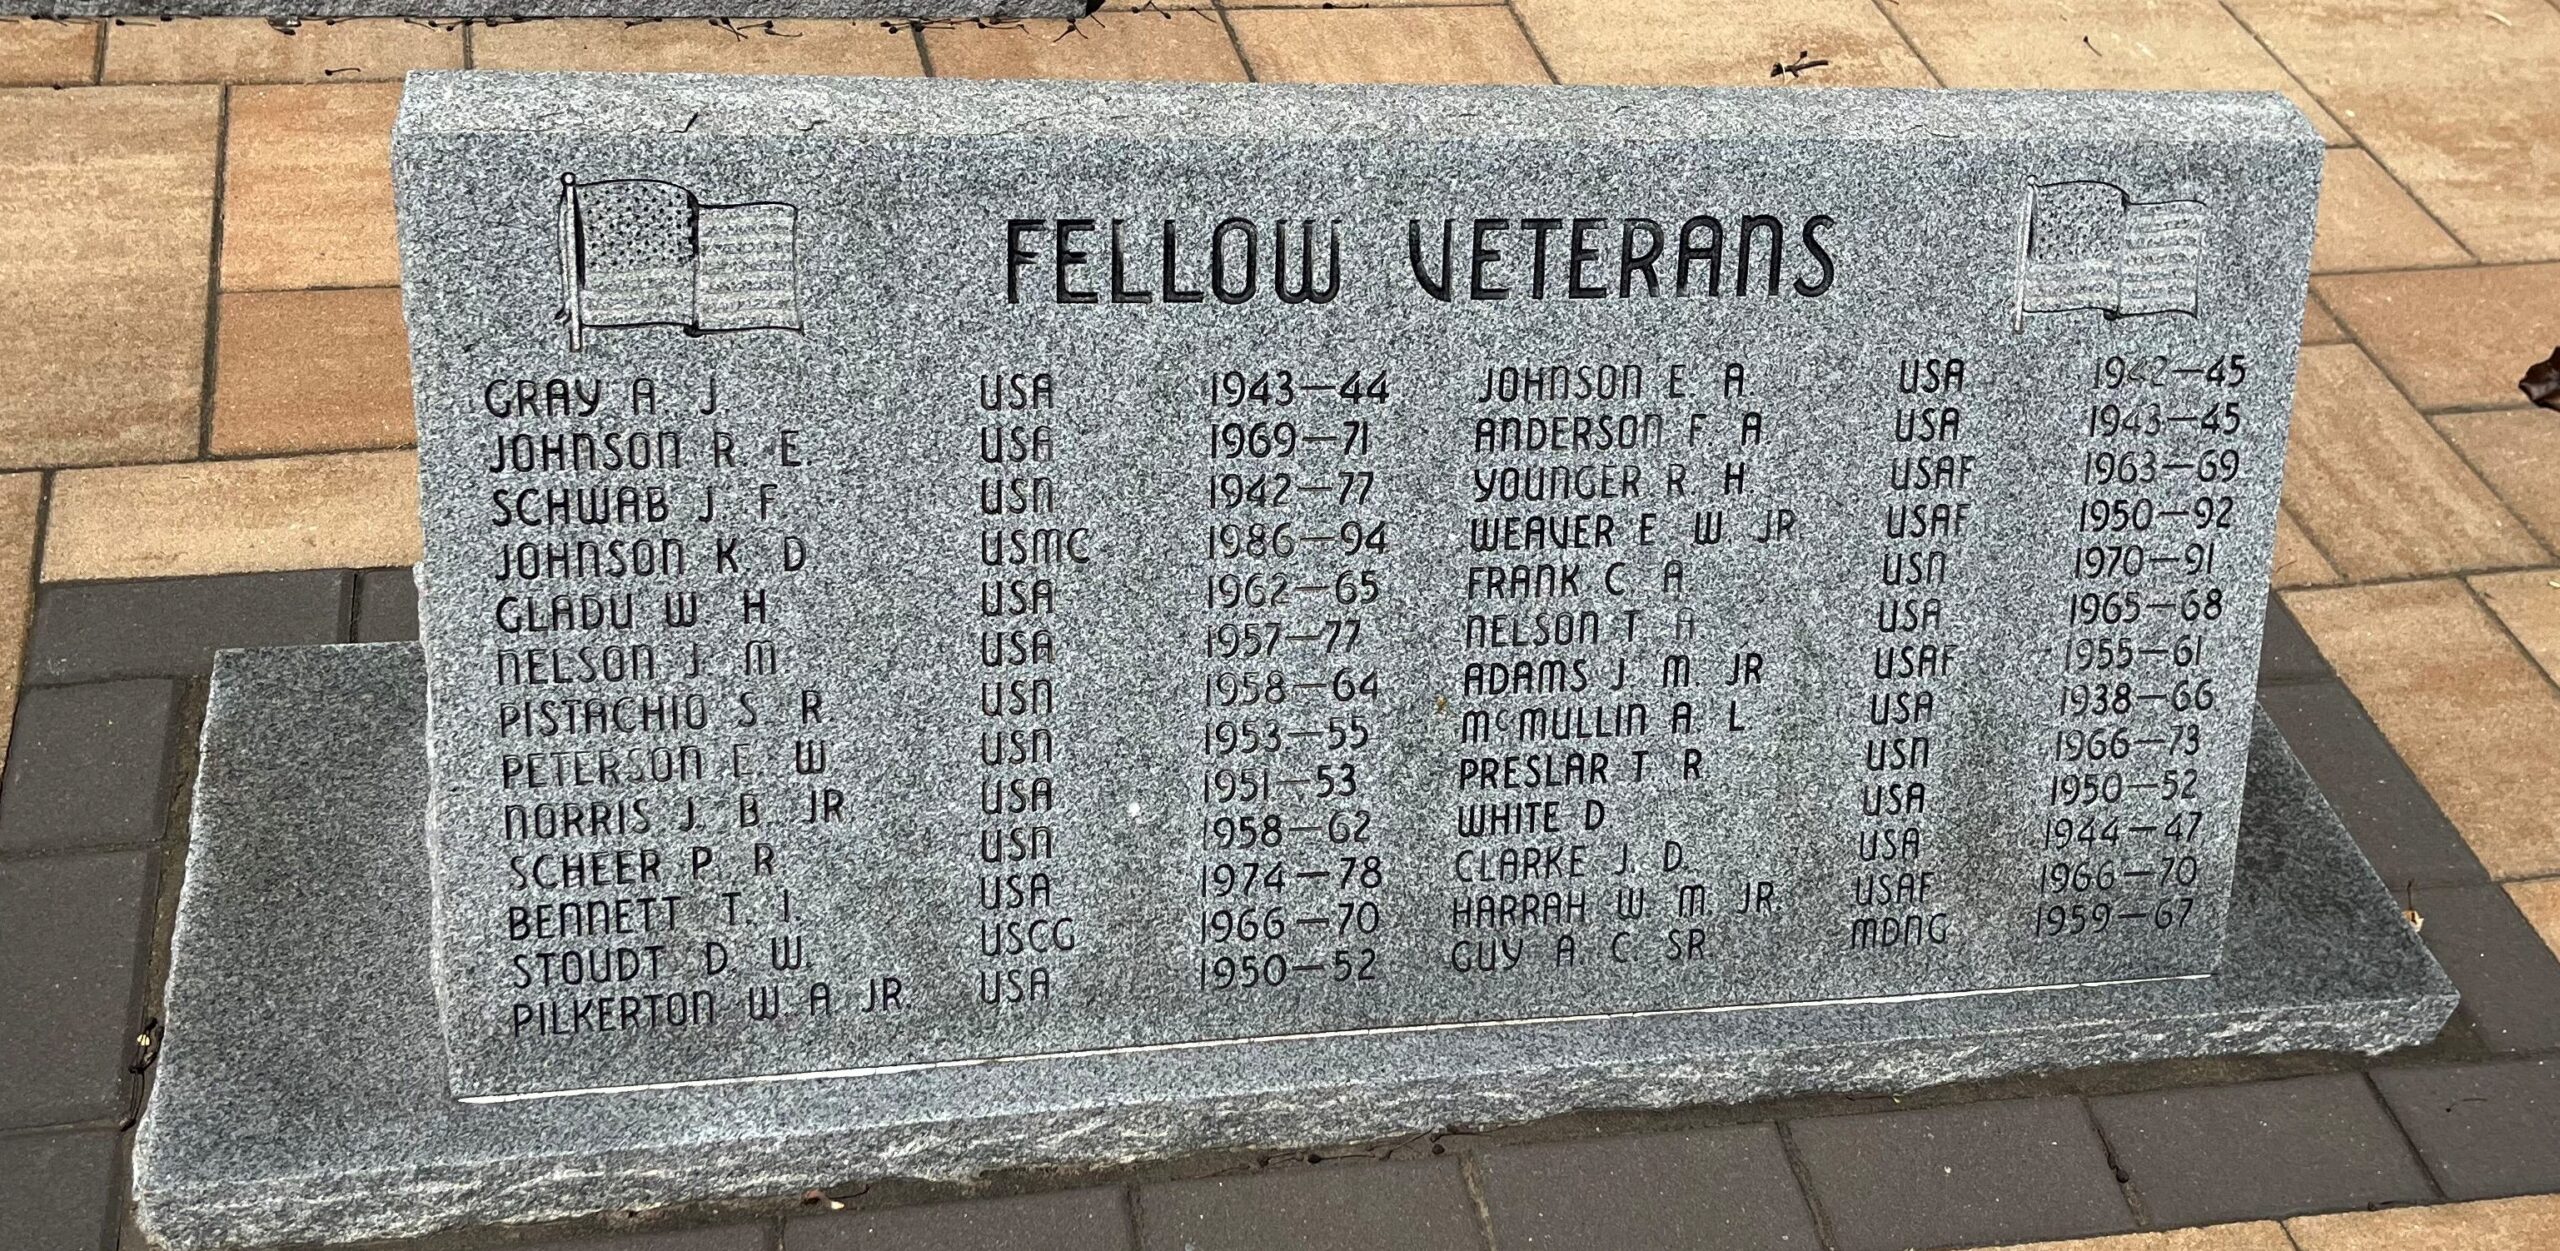 FELLOW VETERANS
GRAY A. J. USA 1943—44 JOHNSON E. A. USA 1942—45
JOHNSON R. E. USA 1969—71 ANDERSON F. A. USA 1943—45
SCHWAB J. F. USN 1942—77 YOUNGER R. H. USAF 1963—69
JOHNSON K. D. USMC 1986—94 WEAVER E. W. JR. USAF 1950—92
GLADU W. H. USA 1962—65 FRANK C. A. USN 1970—91
NELSON J. M. USA 1957—77 NELSON T. A. USA 1965—68
PISTACHIO S. R. USN 1958—64 ADAMS J. M. JR. USAF 1955—61
PETERSON E. W. USN 1953—55 McMULLIN A. L. USA 1938—66
NORRIS J. B. JR. USA 1951—53 PRESLAR T. R. USN 1966—73
SCHEER P. R. USN 1958—62 WHITE D. USA 1950—52
BENNETT T. I. USA 1974—78 CLARKE J. D. USA 1944—47
STOUDT D. W. USCG 1966—70 HARRAH W. M. JR. USAF 1966—70
PILKERTON W. A. JR. USA 1950—52 GUY A. C. SR. MDNG 1959—67